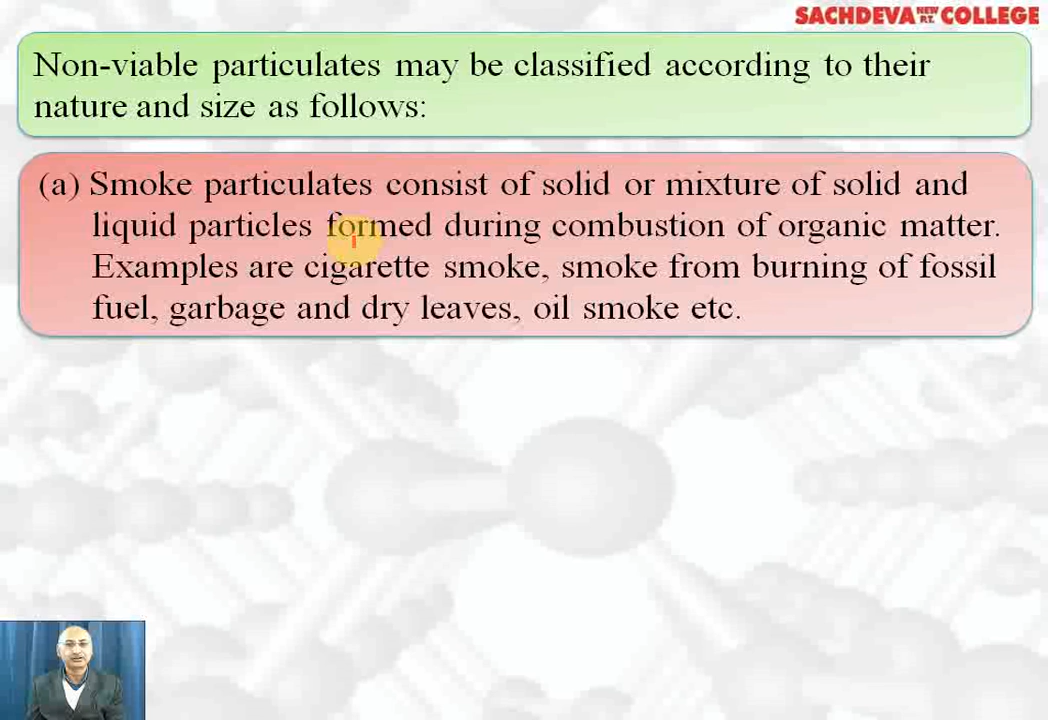 SACHDEVA NEW P.T. COLLEGE
Non-viable particulates may be classified according to their
nature and size as follows:
(a) Smoke particulates consist of solid or mixture of solid and
liquid particles formed during combustion of organic matter.
Examples are cigarette smoke, smoke from burning of fossil
fuel, garbage and dry leaves, oil smoke etc.